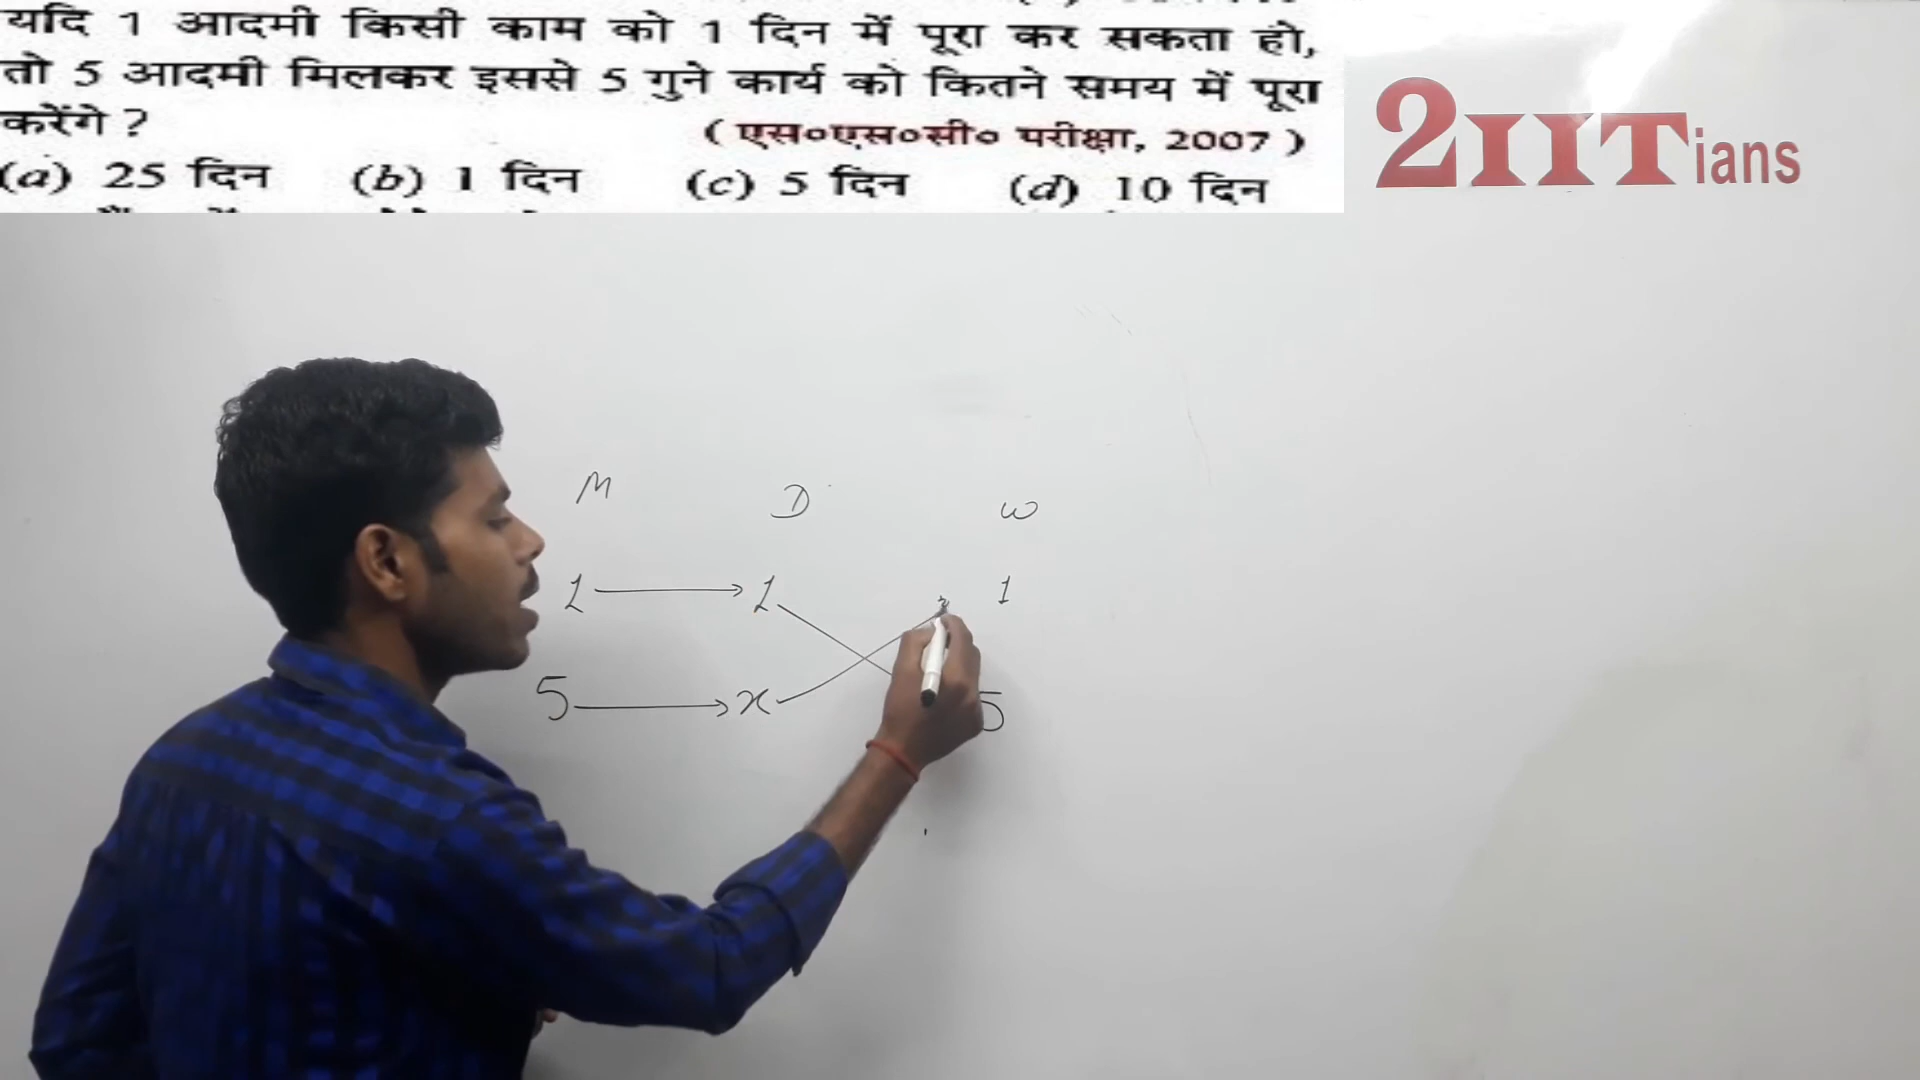 यदि 1 आदमी किसी काम को 1 दिन में पूरा कर सकता हो,
तो 5 आदमी मिलकर इससे 5 गुने कार्य को कितने समय में पूरा
करेंगे ?
( एस०एस०सी० परीक्षा, 2007 )
(a) 25 दिन (b) 1 दिन (c) 5 दिन (d) 10 दिन
2IITians
M D W
1 1 1
5 x 5